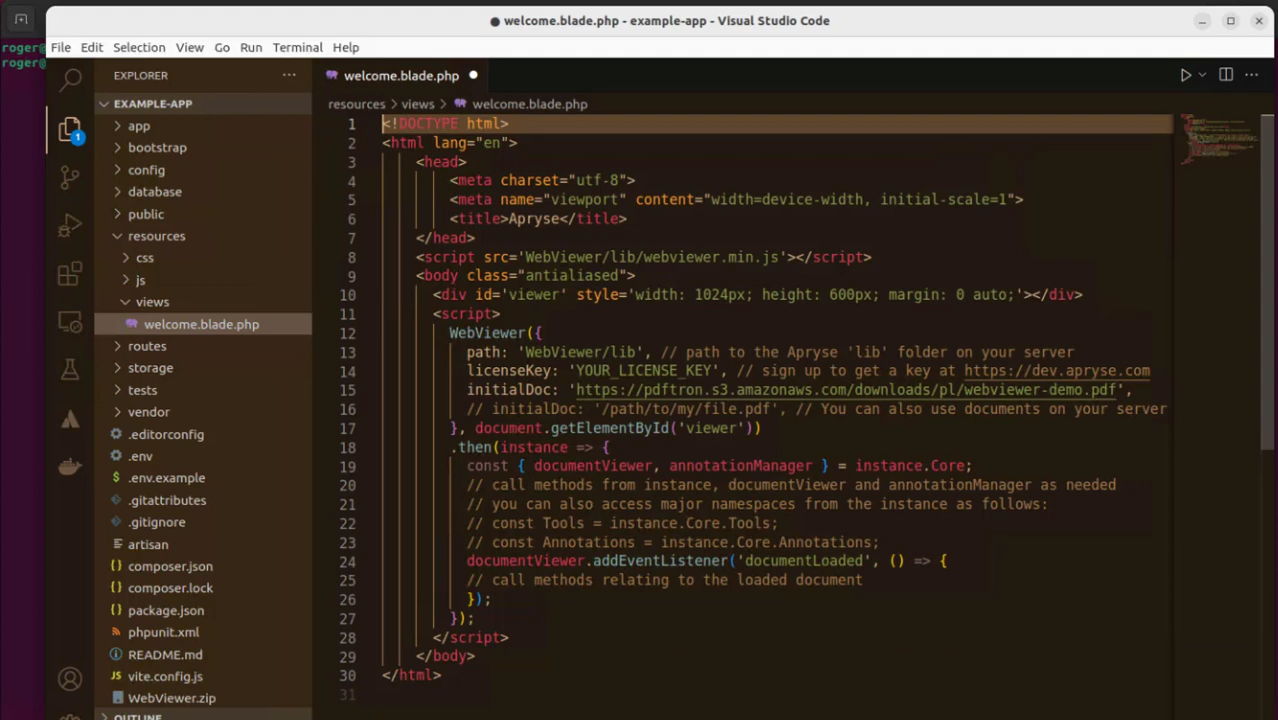 welcome.blade.php - example-app - Visual Studio Code
roger@
roger@
File Edit Selection View Go Run Terminal Help
EXPLORER
1
EXAMPLE-APP
app
bootstrap
config
database
public
resources
css
js
views
welcome.blade.php
routes
storage
tests
vendor
.editorconfig
.env
.env.example
.gitattributes
.gitignore
artisan
composer.json
composer.lock
package.json
phpunit.xml
README.md
vite.config.js
WebViewer.zip
OUTLINE
welcome.blade.php
resources > views > welcome.blade.php
1 <!DOCTYPE html>
2 <html lang="en">
3 <head>
4 <meta charset="utf-8">
5 <meta name="viewport" content="width=device-width, initial-scale=1">
6 <title>Apryse</title>
7 </head>
8 <script src='WebViewer/lib/webviewer.min.js'></script>
9 <body class="antialiased">
10 <div id='viewer' style='width: 1024px; height: 600px; margin: 0 auto;'></div>
11 <script>
12 WebViewer({
13 path: 'WebViewer/lib', // path to the Apryse 'lib' folder on your server
14 licenseKey: 'YOUR_LICENSE_KEY', // sign up to get a key at https://dev.apryse.com
15 initialDoc: 'https://pdftron.s3.amazonaws.com/downloads/pl/webviewer-demo.pdf',
16 // initialDoc: '/path/to/my/file.pdf', // You can also use documents on your server
17 }, document.getElementById('viewer'))
18 .then(instance => {
19 const { documentViewer, annotationManager } = instance.Core;
20 // call methods from instance, documentViewer and annotationManager as needed
21 // you can also access major namespaces from the instance as follows:
22 // const Tools = instance.Core.Tools;
23 // const Annotations = instance.Core.Annotations;
24 documentViewer.addEventListener('documentLoaded', () => {
25 // call methods relating to the loaded document
26 });
27 });
28 </script>
29 </body>
30 </html>
31